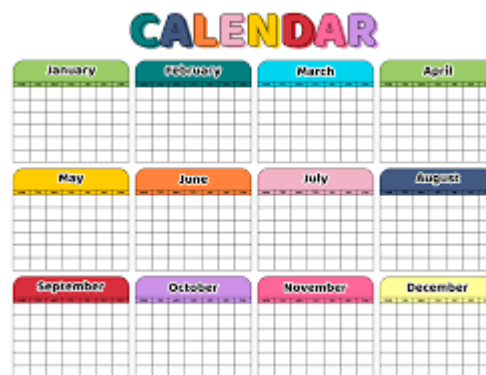 CALENDAR
January February March April
May June July August
September October November December